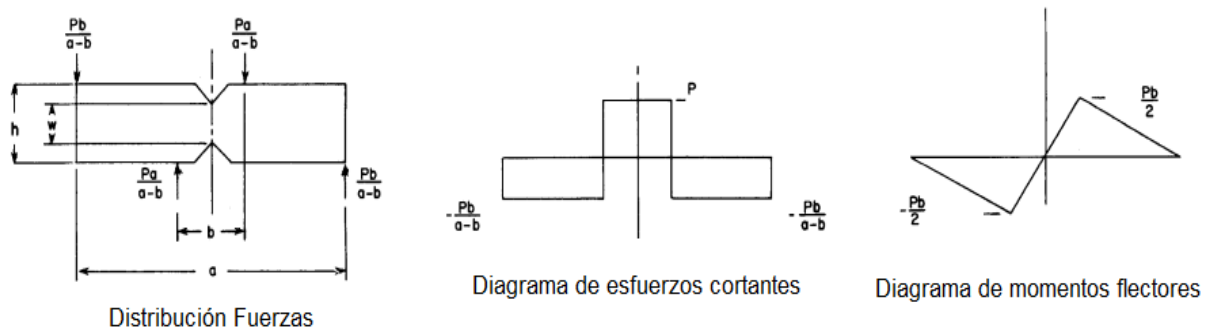 Pb
a-b
Pa
a-b
h
w
Pa
a-b
Pb
a-b
b
a
Distribución Fuerzas
P
-Pb
a-b
-Pb
a-b
Diagrama de esfuerzos cortantes
Pb
2
-Pb
2
Diagrama de momentos flectores